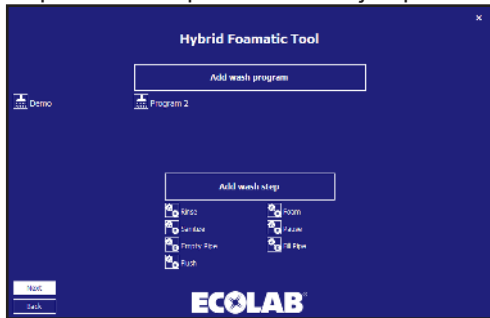 ×
Hybrid Foamatic Tool
Add wash program
Demo Program 2
Add wash step
Rinse Foam
Sanitize Pause
Empty Pipe Fill Pipe
Flush
Next
Back
ECOLAB®